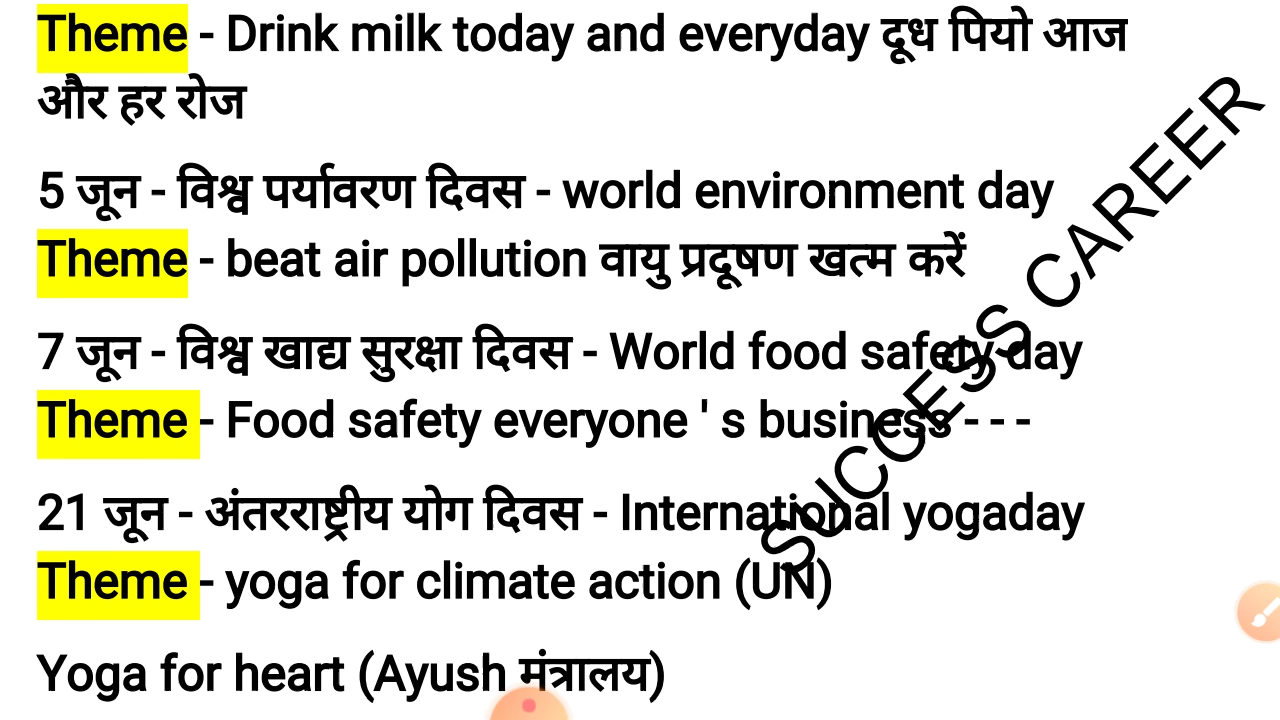 Theme - Drink milk today and everyday दूध पियो आज
और हर रोज
5 जून - विश्व पर्यावरण दिवस - world environment day
Theme - beat air pollution वायु प्रदूषण खत्म करें
7 जून - विश्व खाद्य सुरक्षा दिवस - World food safety day
Theme - Food safety everyone ' s business - - -
21 जून - अंतरराष्ट्रीय योग दिवस - International yogaday
Theme - yoga for climate action (UN)
Yoga for heart (Ayush मंत्रालय)
SUCCESS CAREER